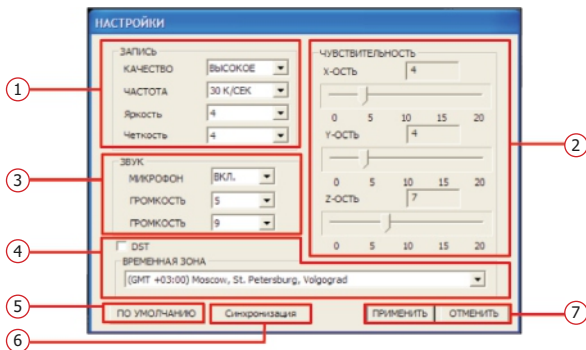 НАСТРОЙКИ
ЗАПИСЬ
КАЧЕСТВО ВЫСОКОЕ
ЧАСТОТА 30 К/СЕК
Яркость 4
Четкость 4
ЧУВСТВИТЕЛЬНОСТЬ
X-ОСТЬ 4
0 5 10 15 20
Y-ОСТЬ 4
0 5 10 15 20
Z-ОСТЬ 7
0 5 10 15 20
ЗВУК
МИКРОФОН ВКЛ.
ГРОМКОСТЬ 5
ГРОМКОСТЬ 9
DST
ВРЕМЕННАЯ ЗОНА
(GMT +03:00) Moscow, St. Petersburg, Volgograd
ПО УМОЛЧАНИЮ Синхронизация ПРИМЕНИТЬ ОТМЕНИТЬ
1
2
3
4
5
6
7